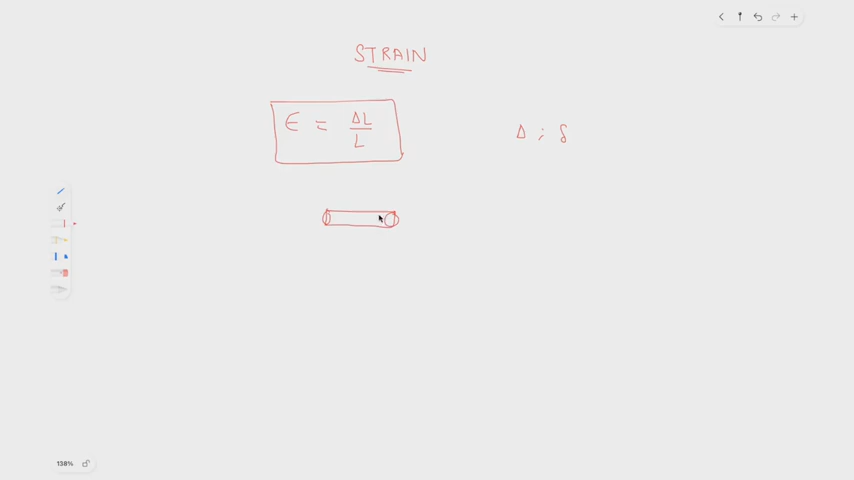 STRAIN
ϵ = ΔL/L
Δ ; δ
138%